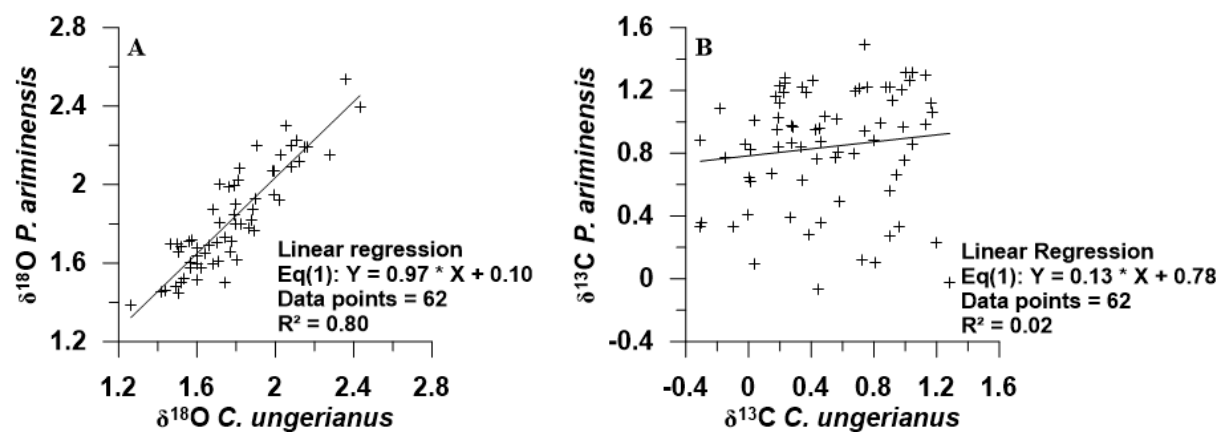 A
2.8
2.4
2
1.6
1.2
δ¹⁸O P. ariminensis
Linear regression
Eq(1): Y = 0.97 * X + 0.10
Data points = 62
R² = 0.80
1.2 1.6 2 2.4 2.8
δ¹⁸O C. ungerianus
B
1.6
1.2
0.8
0.4
0
-0.4
δ¹³C P. ariminensis
Linear Regression
Eq(1): Y = 0.13 * X + 0.78
Data points = 62
R² = 0.02
-0.4 0 0.4 0.8 1.2 1.6
δ¹³C C. ungerianus